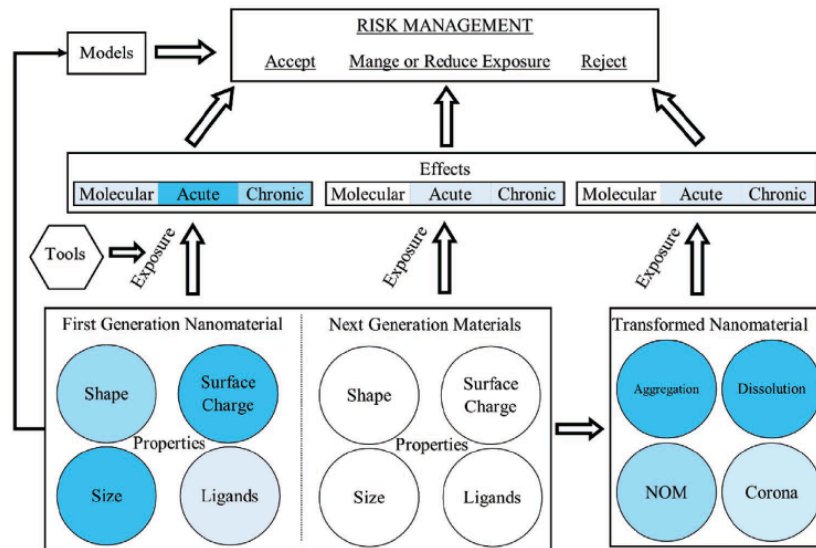 RISK MANAGEMENT
Models
Accept Mange or Reduce Exposure Reject
Effects
Molecular Acute Chronic Molecular Acute Chronic Molecular Acute Chronic
Tools
Exposure Exposure Exposure
First Generation Nanomaterial Next Generation Materials Transformed Nanomaterial
Shape
Surface
Charge
Properties
Size
Ligands
Shape
Surface
Charge
Properties
Size
Ligands
Aggregation
Dissolution
NOM
Corona